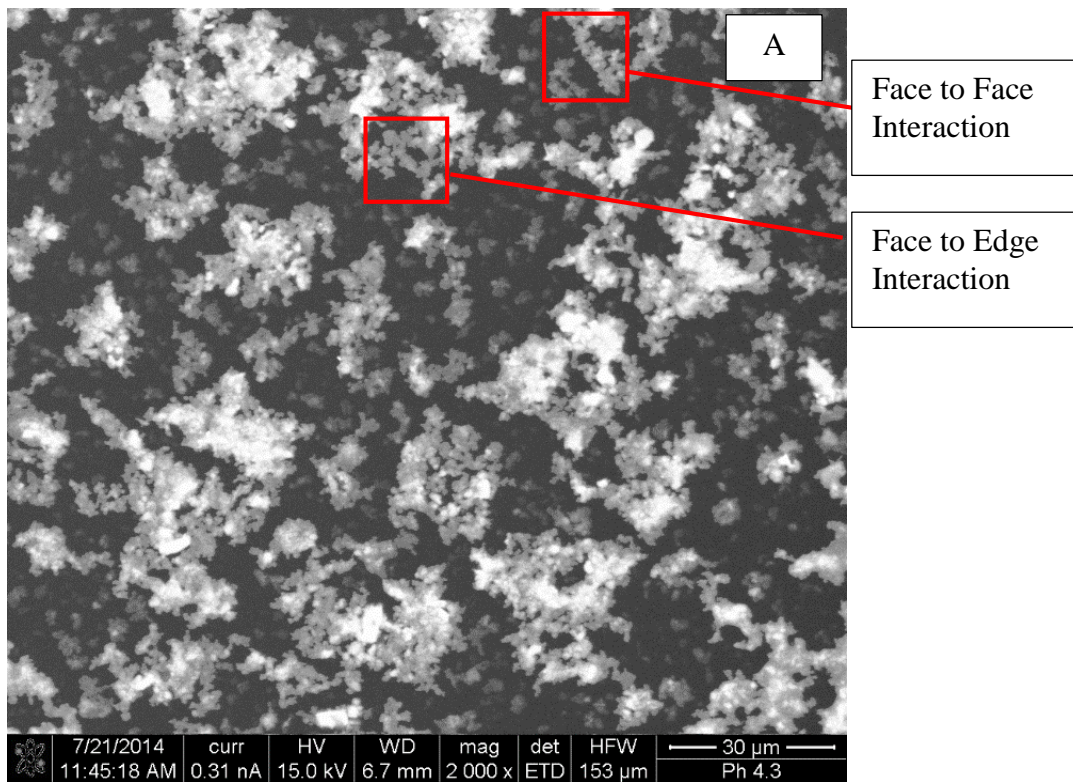 A
Face to Face
Interaction
Face to Edge
Interaction
7/21/2014 curr HV WD mag det HFW 30 µm
11:45:18 AM 0.31 nA 15.0 kV 6.7 mm 2 000 x ETD 153 µm Ph 4.3